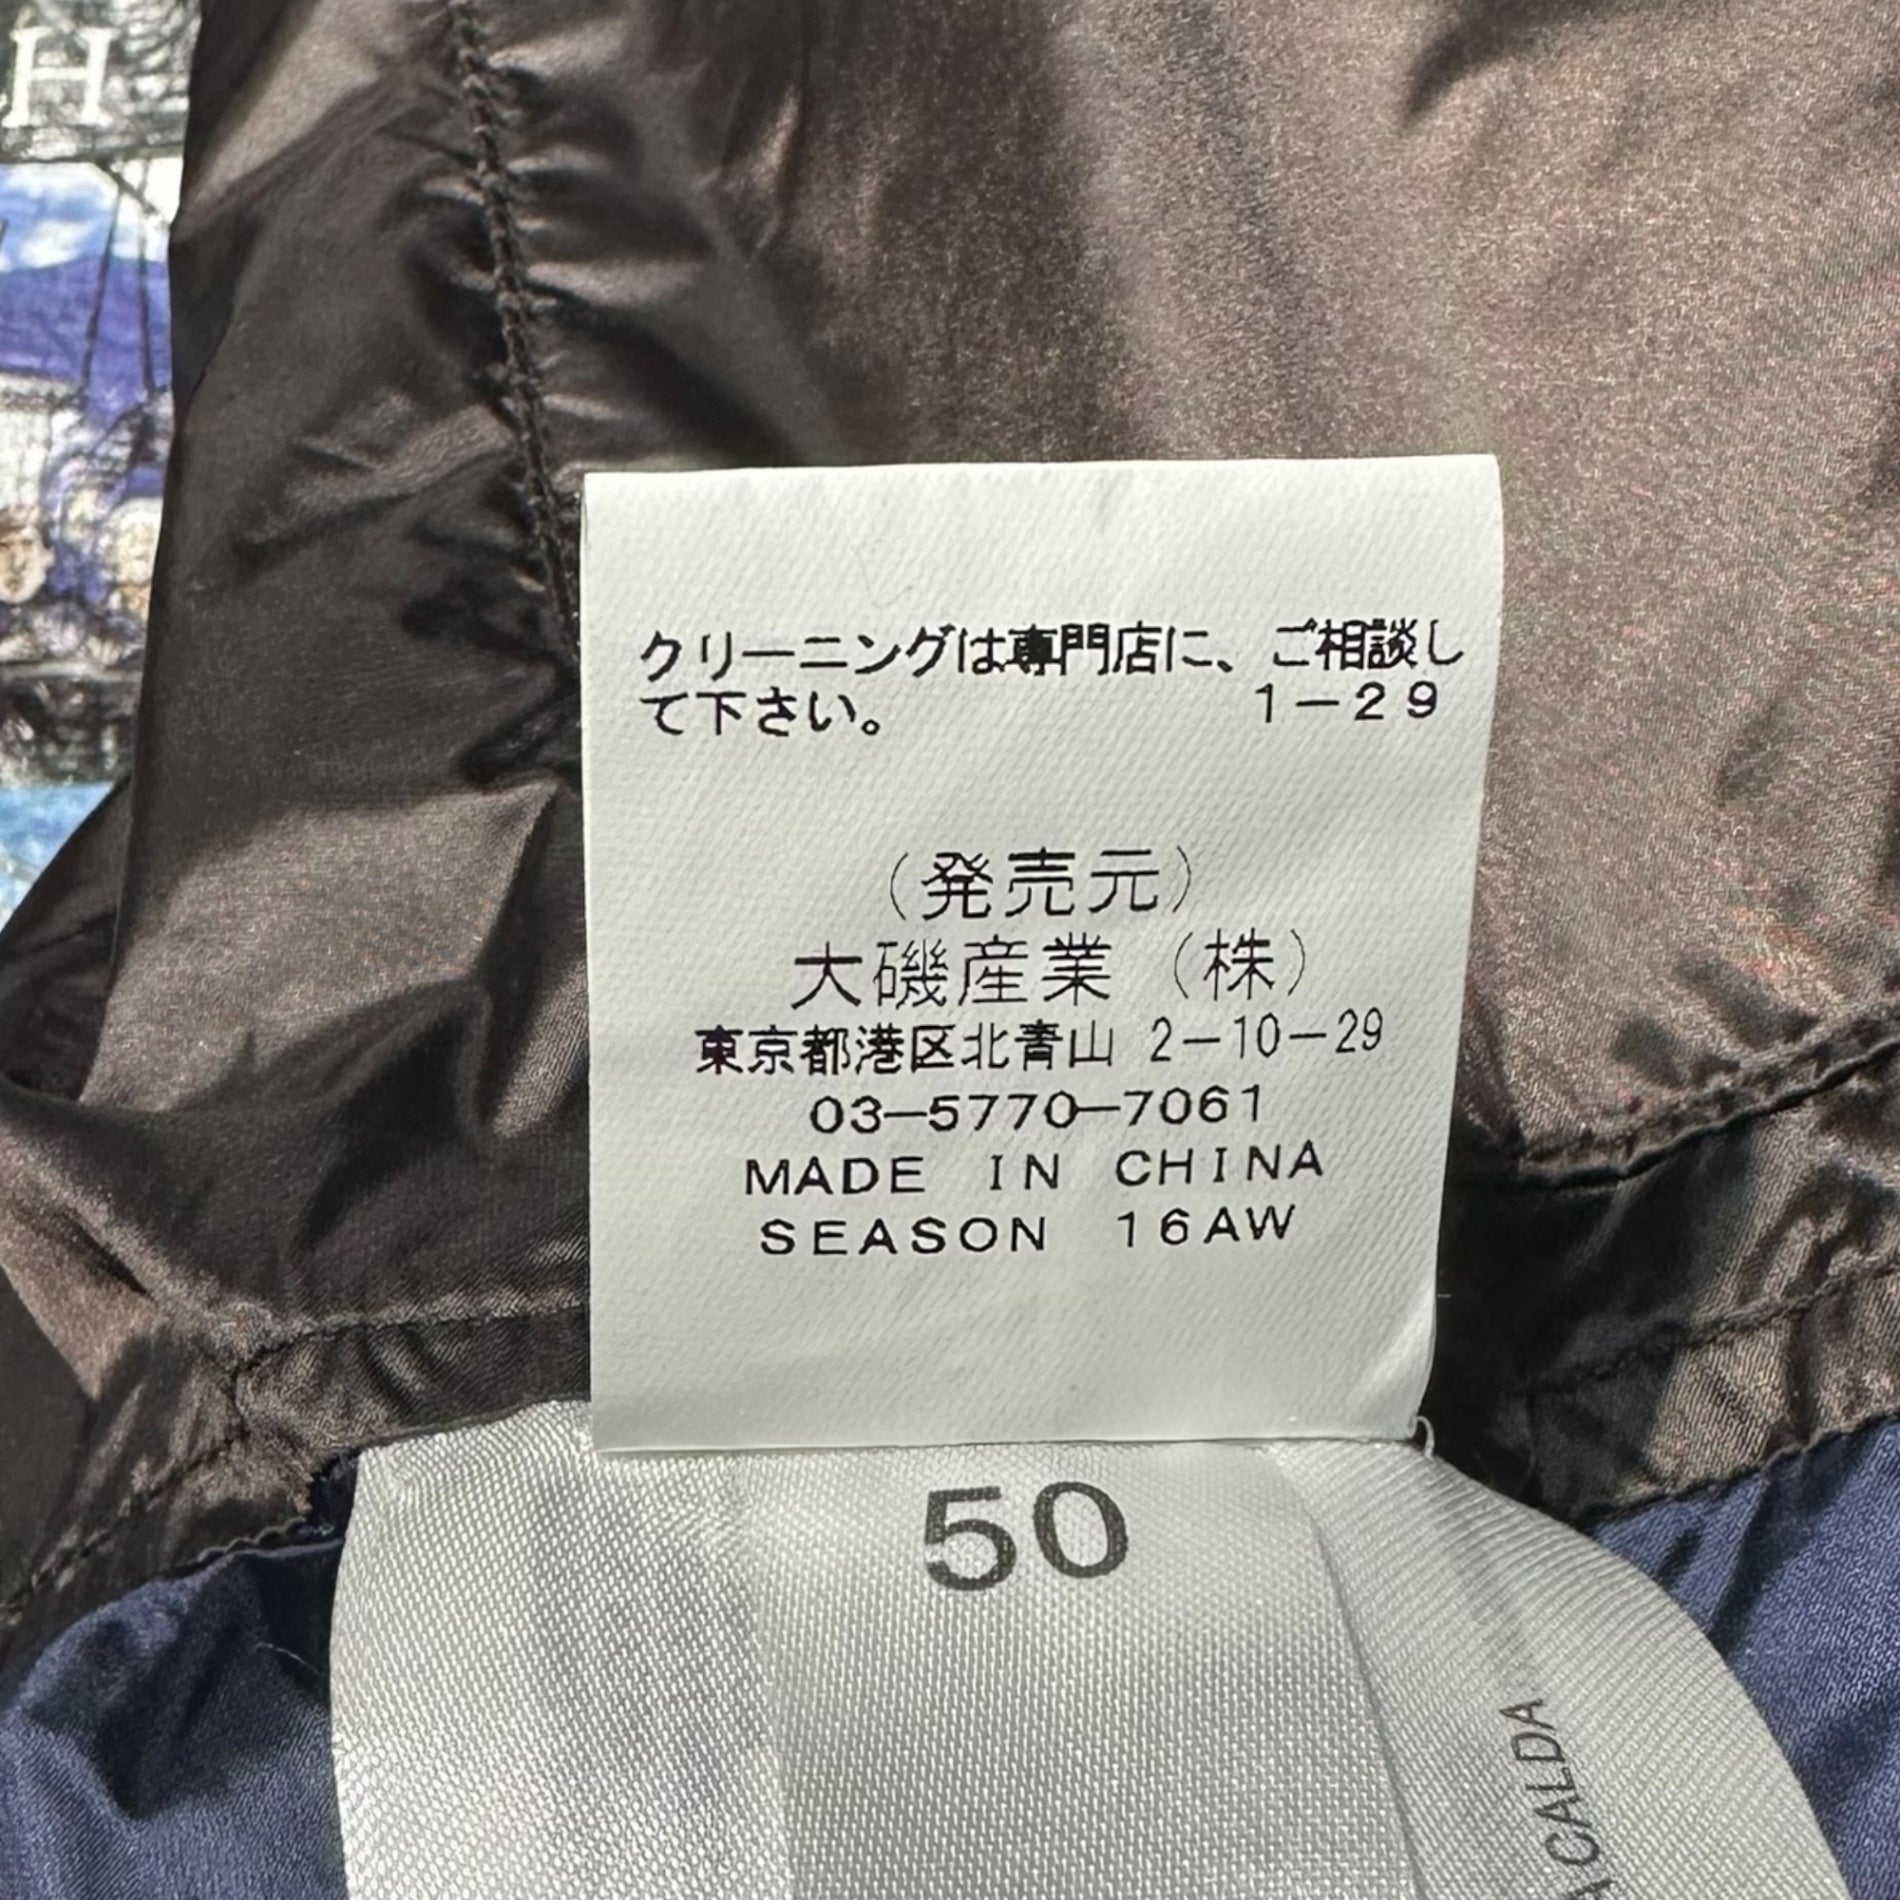 H
クリーニングは専門店に、ご相談し
て下さい。 1-29
(発売元)
大磯産業(株)
東京都港区北青山 2-10-29
03-5770-7061
MADE IN CHINA
SEASON 16AW
50
CALDA